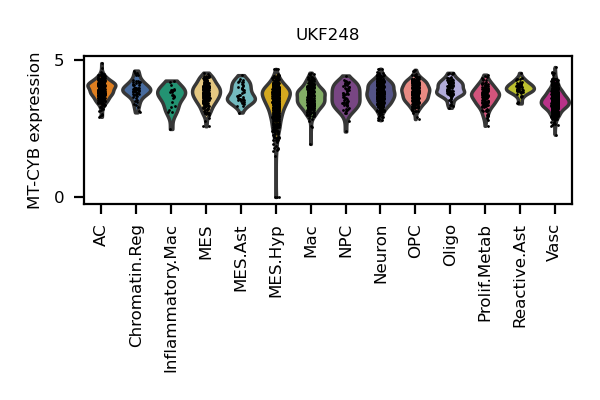 UKF248
MT-CYB expression
5
0
AC
Chromatin.Reg
Inflammatory.Mac
MES
MES.Ast
MES.Hyp
Mac
NPC
Neuron
OPC
Oligo
Prolif.Metab
Reactive.Ast
Vasc